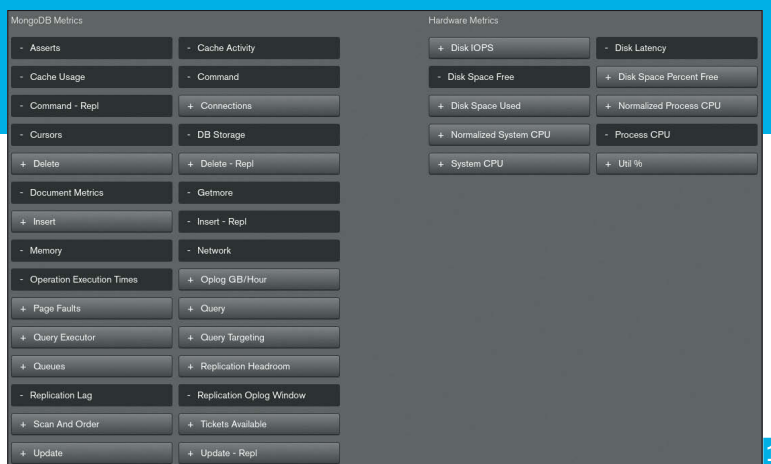 MongoDB Metrics
- Asserts
- Cache Activity
- Cache Usage
- Command
- Command - Repl
+ Connections
- Cursors
- DB Storage
+ Delete
+ Delete - Repl
- Document Metrics
- Getmore
+ Insert
- Insert - Repl
- Memory
- Network
- Operation Execution Times
+ Oplog GB/Hour
+ Page Faults
+ Query
+ Query Executor
+ Query Targeting
+ Queues
+ Replication Headroom
- Replication Lag
- Replication Oplog Window
+ Scan And Order
+ Tickets Available
+ Update
+ Update - Repl
Hardware Metrics
+ Disk IOPS
- Disk Latency
- Disk Space Free
+ Disk Space Percent Free
+ Disk Space Used
+ Normalized Process CPU
+ Normalized System CPU
- Process CPU
+ System CPU
+ Util %